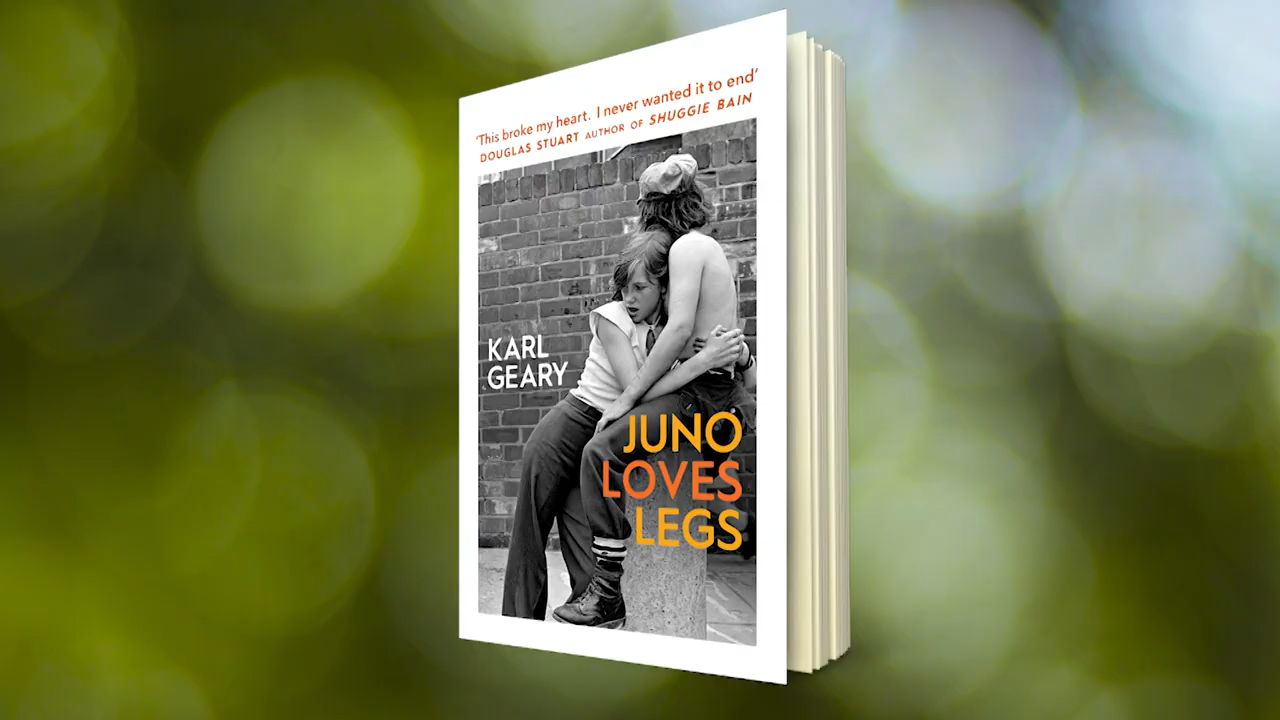 'This broke my heart. I never wanted it to end'
DOUGLAS STUART AUTHOR OF SHUGGIE BAIN
KARL
GEARY
JUNO
LOVES
LEGS